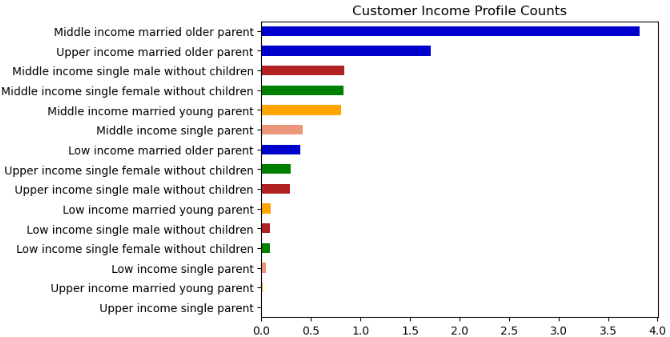 Customer Income Profile Counts
Middle income married older parent
Upper income married older parent
Middle income single male without children
Middle income single female without children
Middle income married young parent
Middle income single parent
Low income married older parent
Upper income single female without children
Upper income single male without children
Low income married young parent
Low income single male without children
Low income single female without children
Low income single parent
Upper income married young parent
Upper income single parent
0.0 0.5 1.0 1.5 2.0 2.5 3.0 3.5 4.0